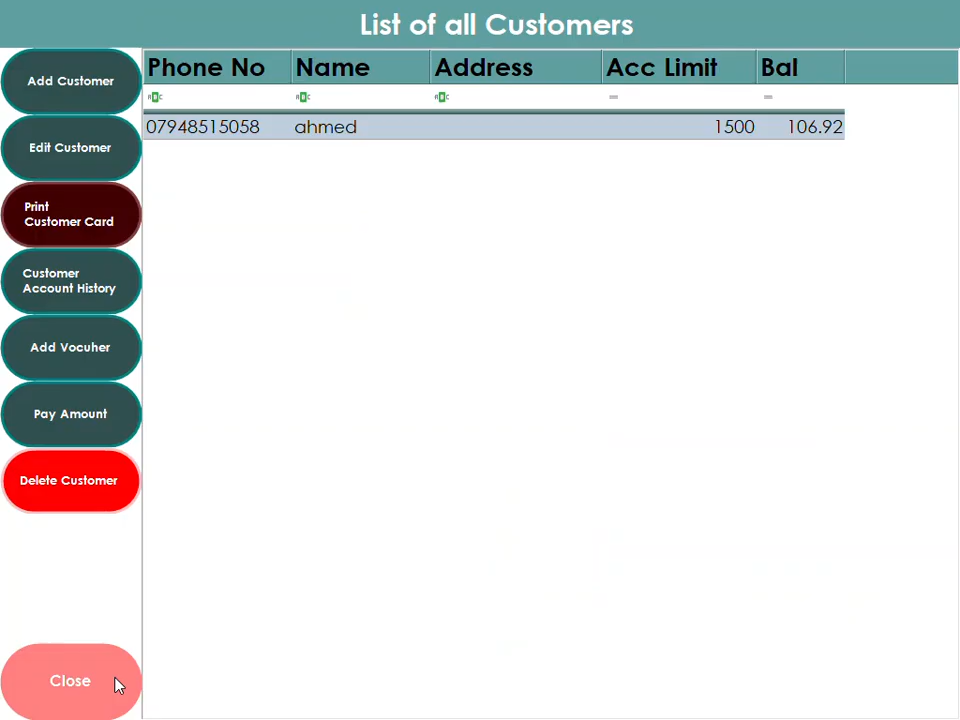 List of all Customers
Add Customer
Edit Customer
Print
Customer Card
Customer
Account History
Add Vocuher
Pay Amount
Delete Customer
Close
Phone No Name Address Acc Limit Bal
07948515058 ahmed 1500 106.92